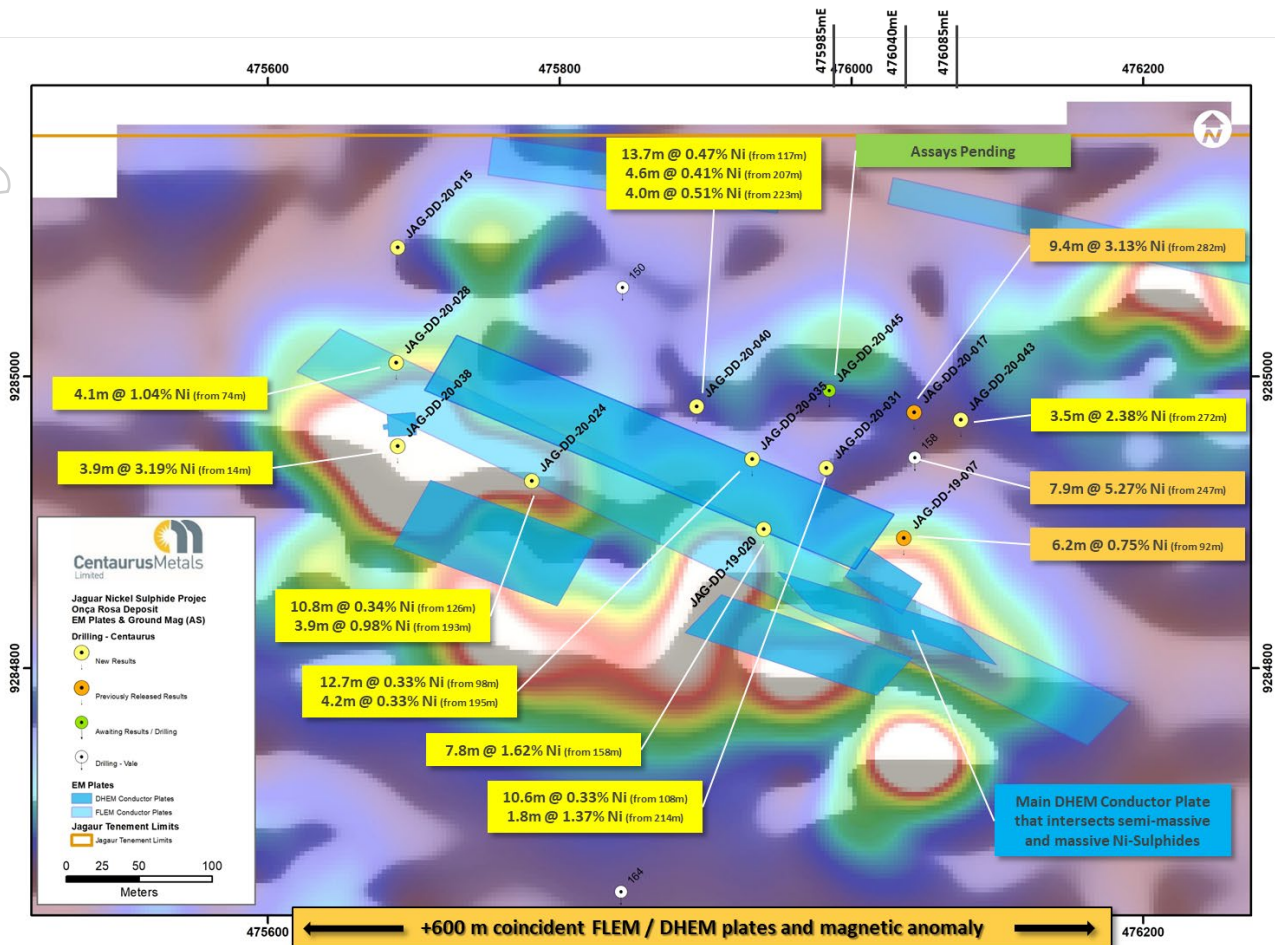 475985mE
476040mE
476085mE
475600
475800
476000
476200
N
13.7m @ 0.47% Ni (from 117m)
4.6m @ 0.41% Ni (from 207m)
4.0m @ 0.51% Ni (from 223m)
Assays Pending
JAG-DD-20-015
9.4m @ 3.13% Ni (from 282m)
150
JAG-DD-20-028
JAG-DD-20-040
JAG-DD-20-045
JAG-DD-20-017
JAG-DD-20-043
9285000
9285000
4.1m @ 1.04% Ni (from 74m)
JAG-DD-20-038
JAG-DD-20-024
JAG-DD-20-035
JAG-DD-20-031
3.5m @ 2.38% Ni (from 272m)
158
3.9m @ 3.19% Ni (from 14m)
7.9m @ 5.27% Ni (from 247m)
JAG-DD-19-007
6.2m @ 0.75% Ni (from 92m)
JAG-DD-19-020
CentaurusMetals
Limited
Jaguar Nickel Sulphide Projec
Onça Rosa Deposit
EM Plates & Ground Mag (AS)
Drilling - Centaurus
New Results
Previously Released Results
Awaiting Results / Drilling
Drilling - Vale
EM Plates
DHEM Conductor Plates
FLEM Conductor Plates
Jagaur Tenement Limits
Jaguar Tenement Limits
0 25 50 100
Meters
10.8m @ 0.34% Ni (from 126m)
3.9m @ 0.98% Ni (from 193m)
9284800
9284800
12.7m @ 0.33% Ni (from 98m)
4.2m @ 0.33% Ni (from 195m)
7.8m @ 1.62% Ni (from 158m)
10.6m @ 0.33% Ni (from 108m)
1.8m @ 1.37% Ni (from 214m)
Main DHEM Conductor Plate
that intersects semi-massive
and massive Ni-Sulphides
164
475600
+600 m coincident FLEM / DHEM plates and magnetic anomaly
476200